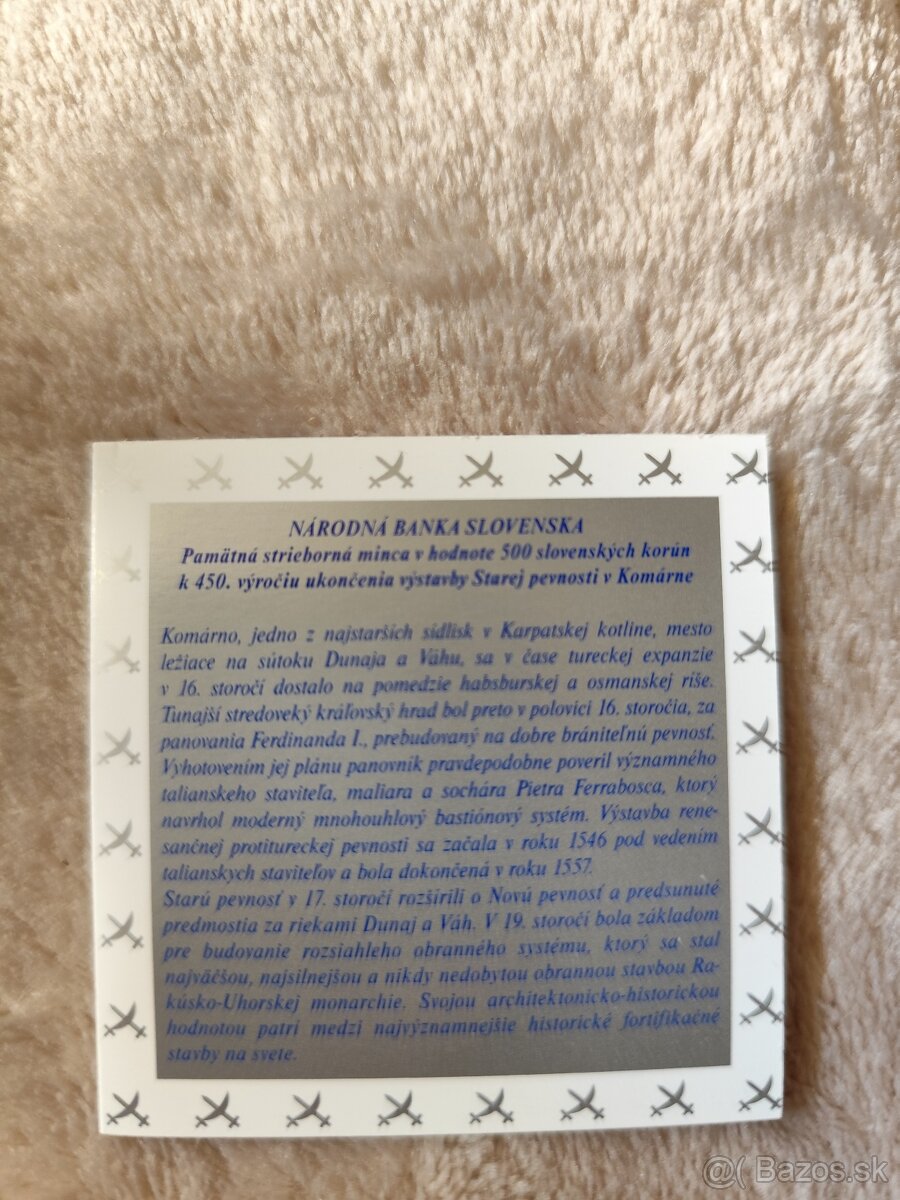 NÁRODNÁ BANKA SLOVENSKA
Pamätná strieborná minca v hodnote 500 slovenských korún
k 450. výročiu ukončenia výstavby Starej pevnosti v Komárne
Komárno, jedno z najstarších sídlisk v Karpatskej kotline, mesto
ležiace na sútoku Dunaja a Váhu, sa v čase tureckej expanzie
v 16. storočí dostalo na pomedzie habsburskej a osmanskej ríše.
Tunajší stredoveký kráľovský hrad bol preto v polovici 16. storočia, za
panovania Ferdinanda I., prebudovaný na dobre brániteľnú pevnosť.
Vyhotovením jej plánu panovník pravdepodobne poveril významného
talianskeho staviteľa, maliara a sochára Pietra Ferrabosca, ktorý
navrhol moderný mnohouhlový bastiónový systém. Výstavba rene-
sančnej protitureckej pevnosti sa začala v roku 1546 pod vedením
talianskych staviteľov a bola dokončená v roku 1557.
Starú pevnosť v 17. storočí rozšírili o Novú pevnosť a predsunuté
predmostia za riekami Dunaj a Váh. V 19. storočí bola základom
pre budovanie rozsiahleho obranného systému, ktorý sa stal
najväčšou, najsilnejšou a nikdy nedobytou obrannou stavbou Ra-
kúsko-Uhorskej monarchie. Svojou architektonicko-historickou
hodnotou patrí medzi najvýznamnejšie historické fortifikačné
stavby na svete.
@( Bazos.sk